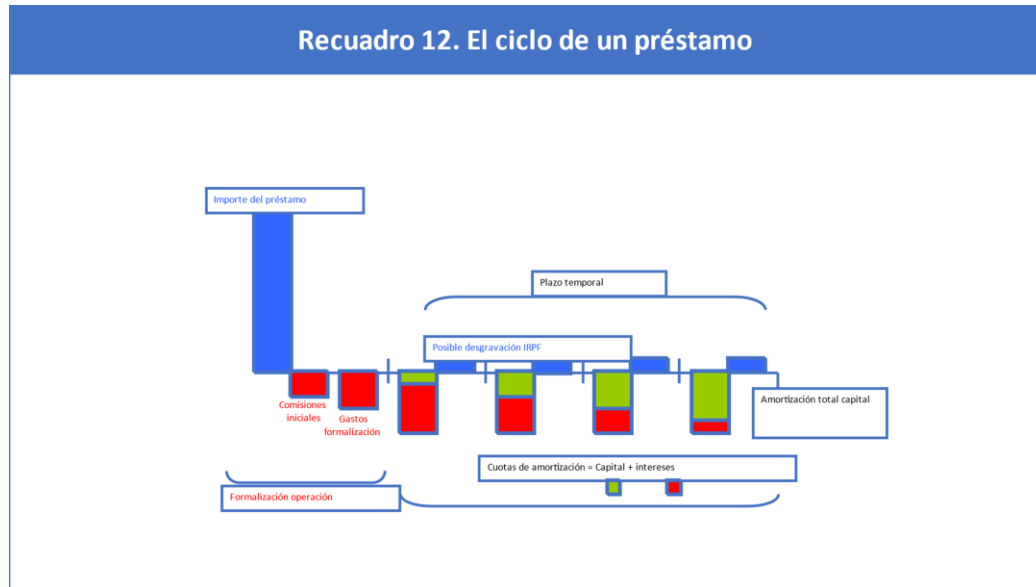 Recuadro 12. El ciclo de un préstamo
Importe del préstamo
Plazo temporal
Posible desgravación IRPF
Comisiones
iniciales
Gastos
formalización
Amortización total capital
Cuotas de amortización = Capital + intereses
Formalización operación